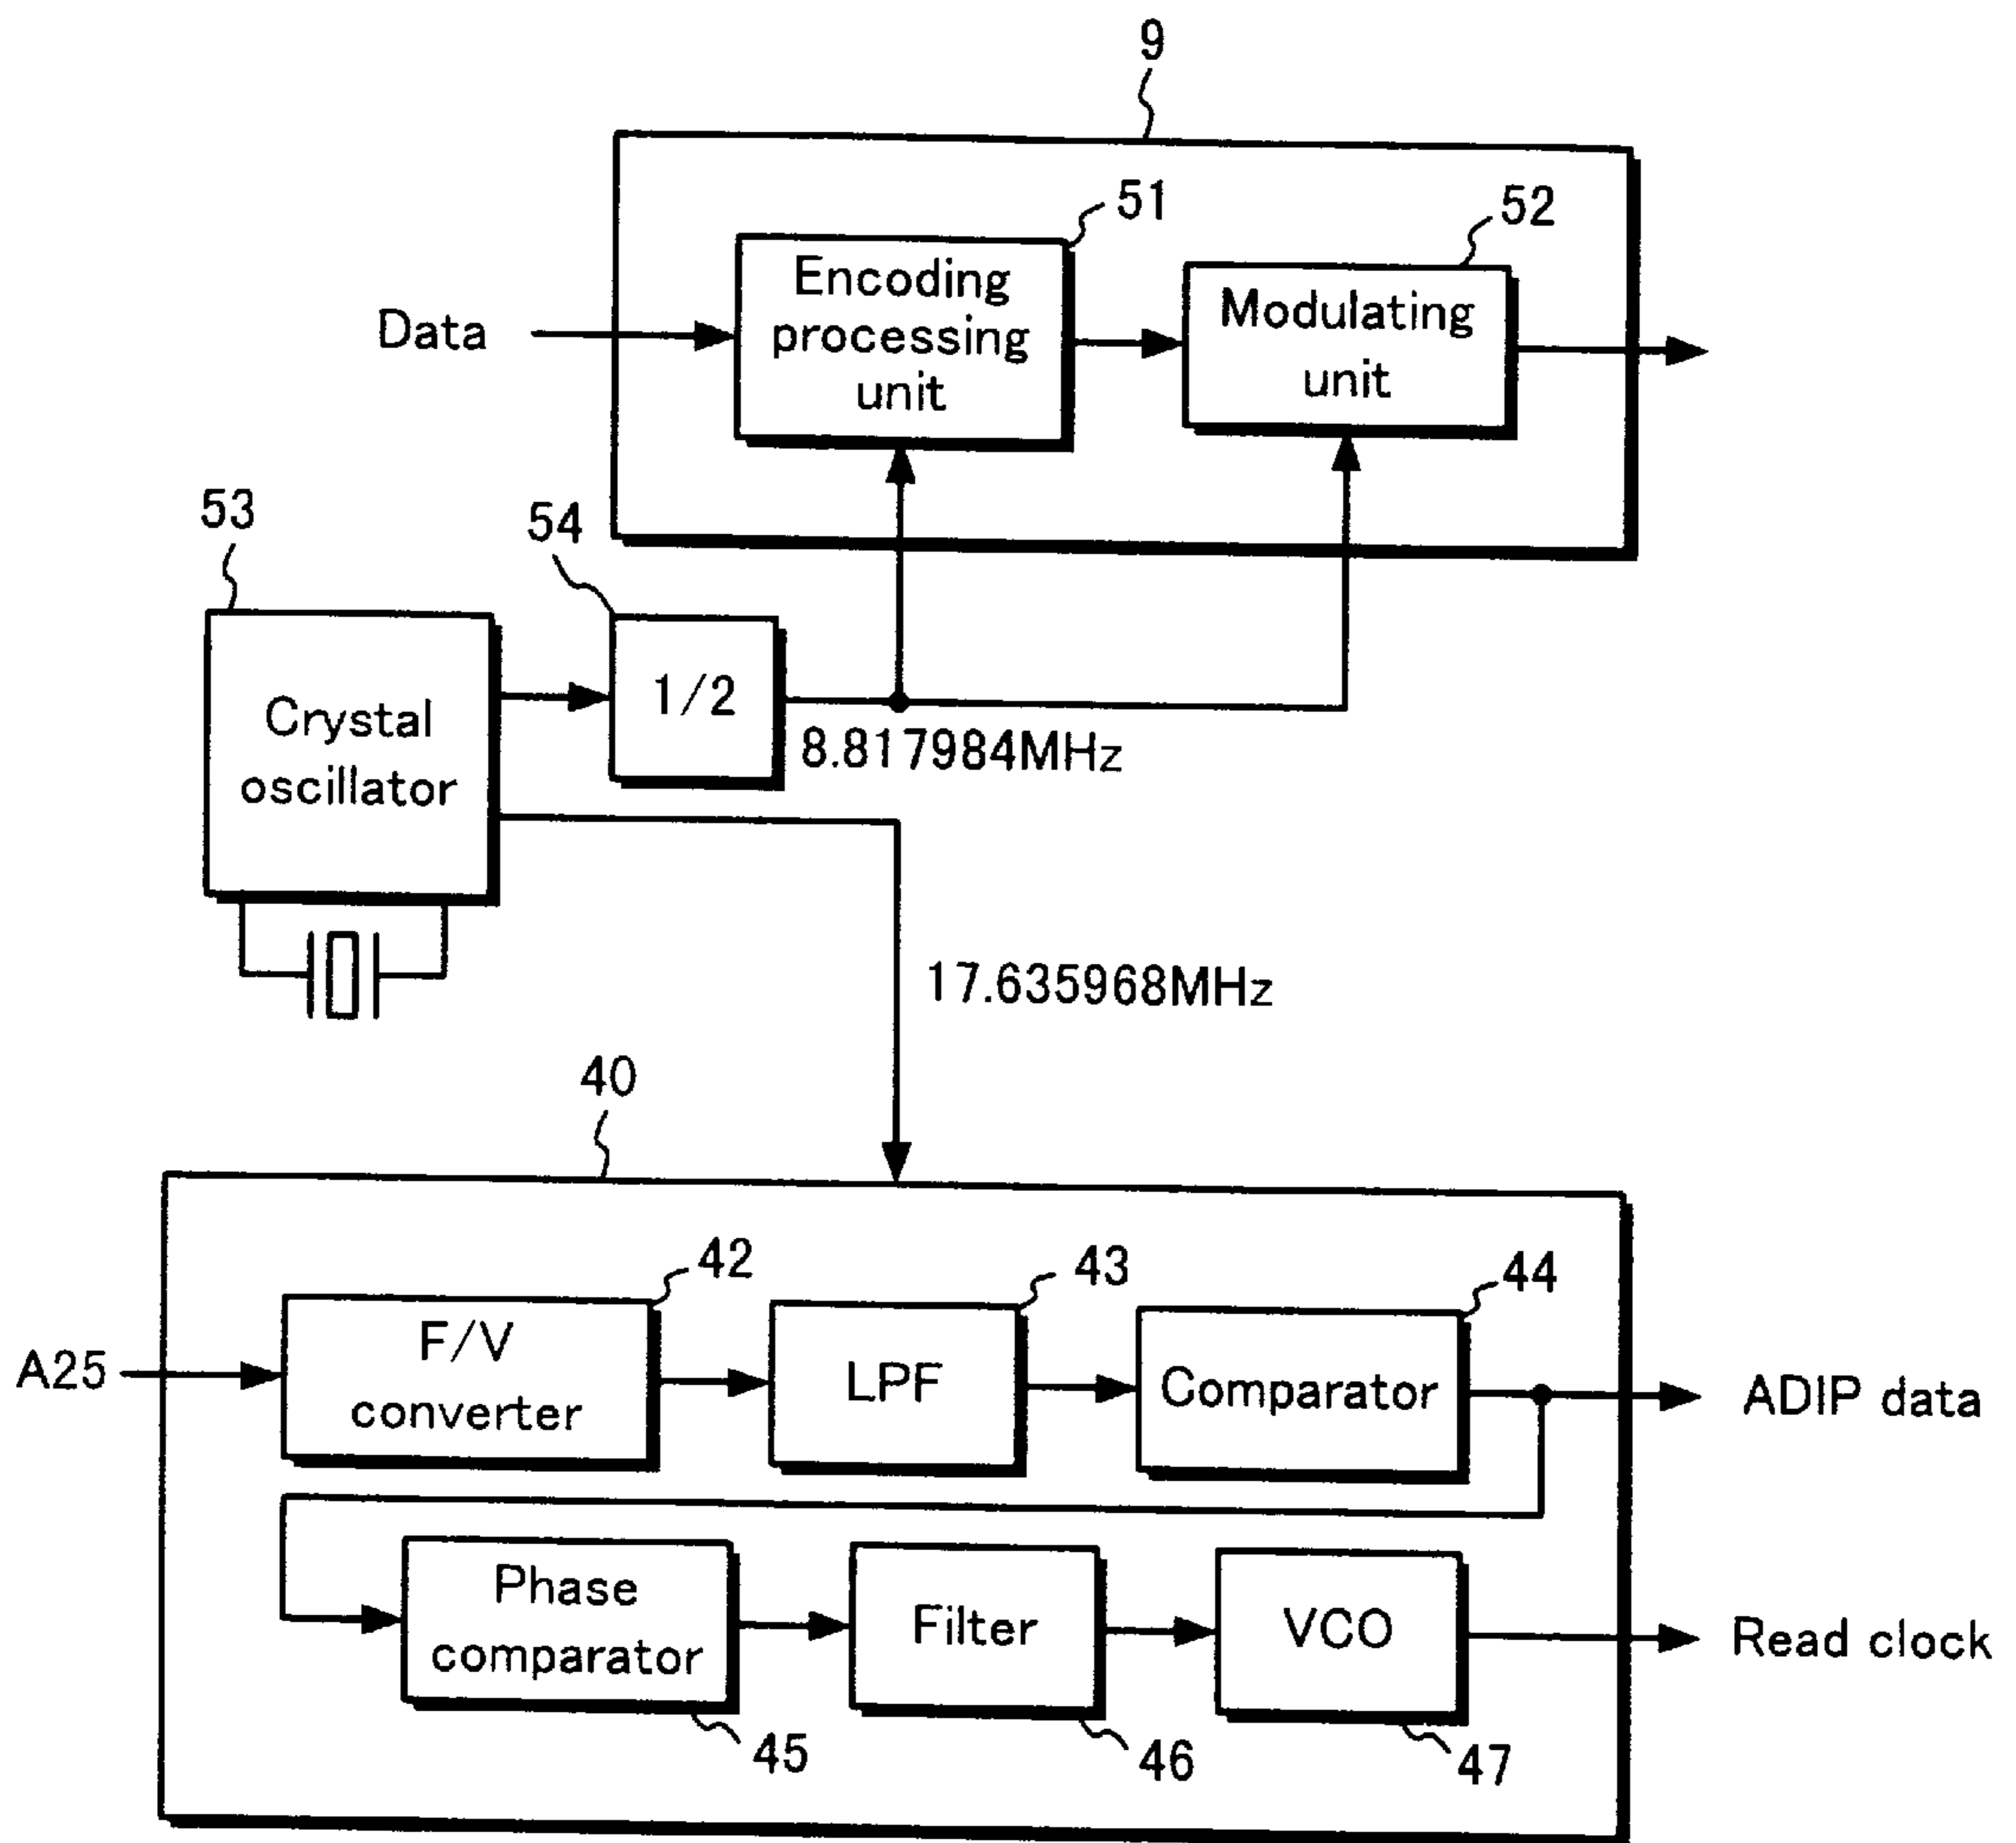 9
51
52
Encoding
processing
unit
Modulating
unit
Data
53
54
Crystal
oscillator
1/2
8.817984MHz
17.635968MHz
40
42
43
44
F/V
converter
LPF
Comparator
A25
ADIP data
Phase
comparator
Filter
VCO
Read clock
45
46
47